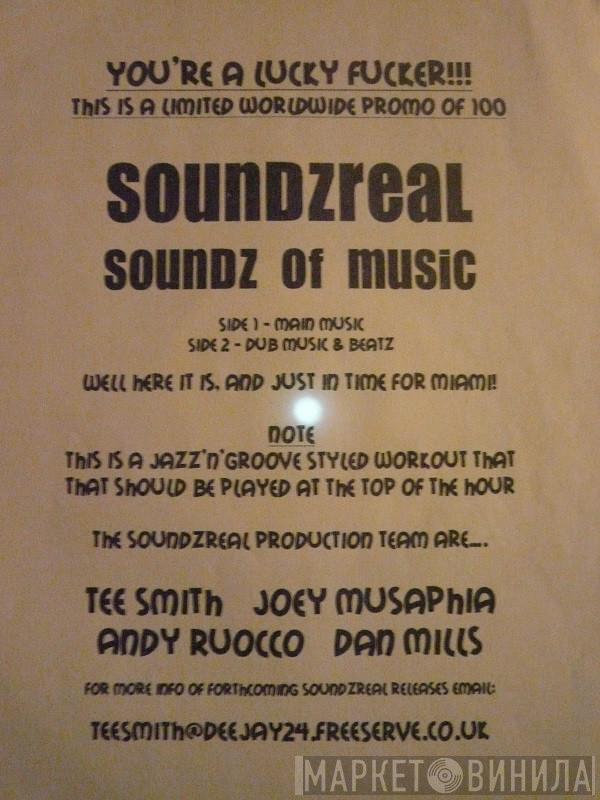 YOU'RE A LUCKY FUCKER!!!
THIS IS A LIMITED WORLDWIDE PROMO OF 100
SOUNDZREAL
SOUNDZ OF MUSIC
SIDE 1 - MAIN MUSIC
SIDE 2 - DUB MUSIC & BEATZ
WELL HERE IT IS, AND JUST IN TIME FOR MIAMI!
NOTE
THIS IS A JAZZ'N'GROOVE STYLED WORKOUT THAT
THAT SHOULD BE PLAYED AT THE TOP OF THE HOUR
THE SOUNDZREAL PRODUCTION TEAM ARE....
TEE SMITH JOEY MUSAPHIA
ANDY RUOCCO DAN MILLS
FOR MORE INFO OF FORTHCOMING SOUNDZREAL RELEASES EMAIL:
TEESMITH@DEEJAY24.FREESERVE.CO.UK
МАРКЕТ ВИНИЛА